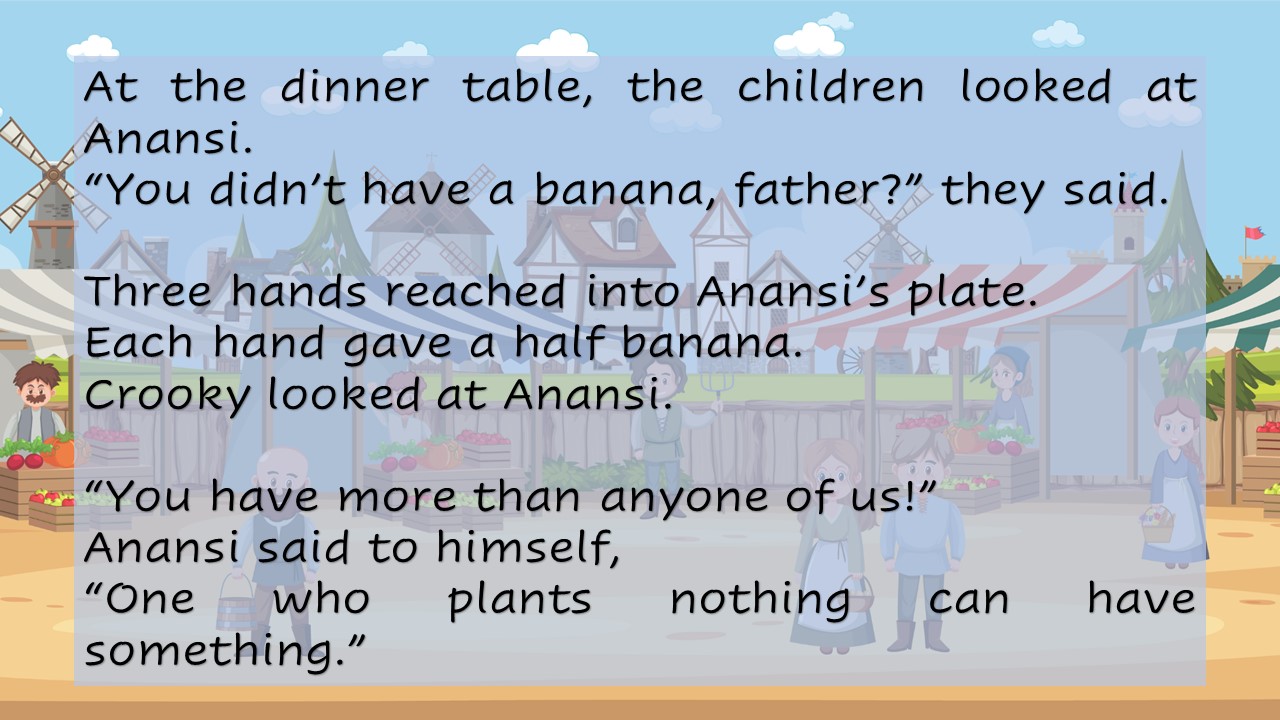 At the dinner table, the children looked at
Anansi.
“You didn’t have a banana, father?” they said.
Three hands reached into Anansi’s plate.
Each hand gave a half banana.
Crooky looked at Anansi.
“You have more than anyone of us!”
Anansi said to himself,
“One who plants nothing can have
something.”